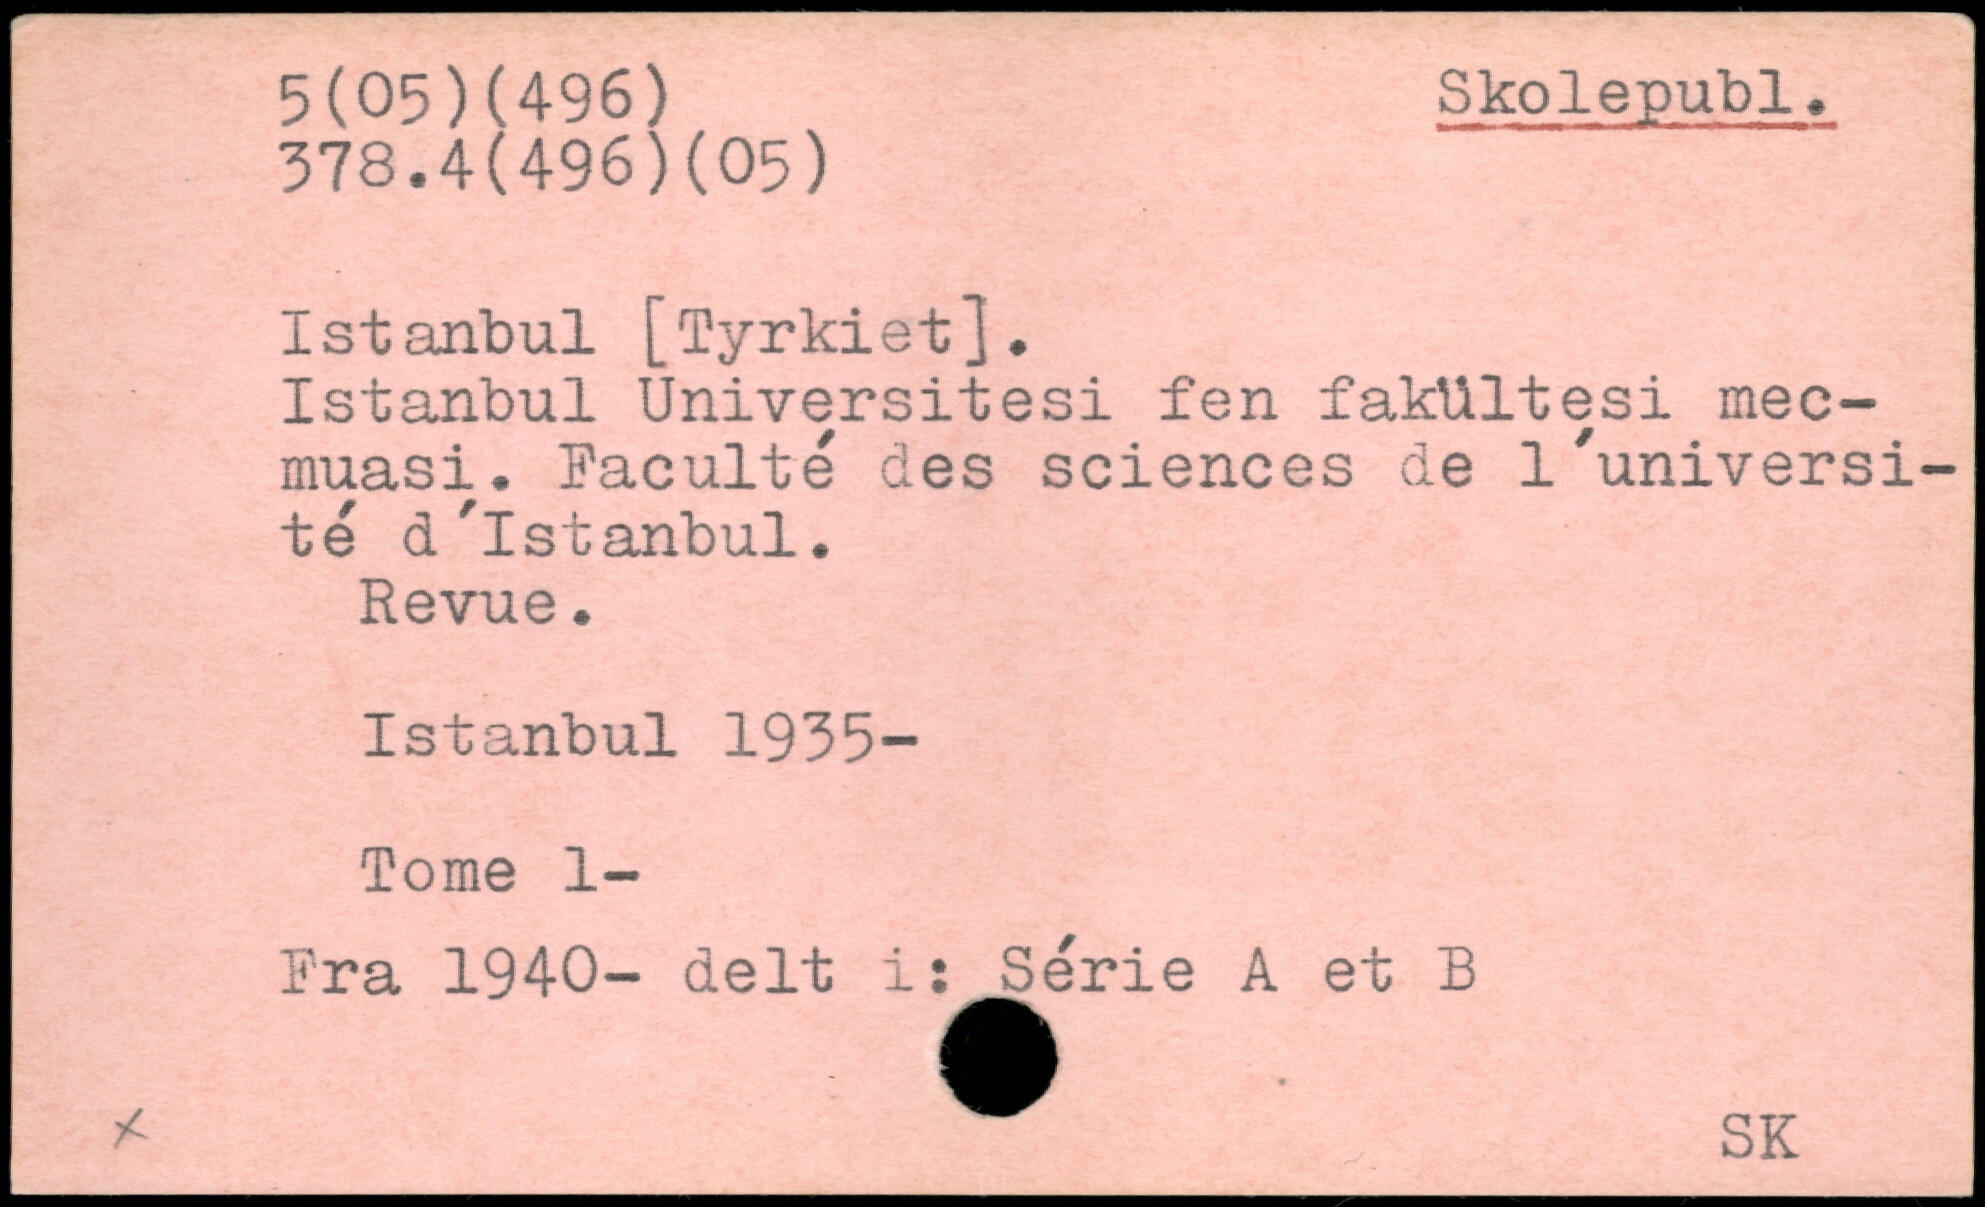 5(05)(496) Skolepubl.
378.4(496)(05)
Istanbul [Tyrkiet].
Istanbul Universitesi fen fakültesi mec-
muasi. Faculté des sciences de l´universi-
té d´Istanbul.
Revue.
Istanbul 1935-
Tome 1-
Fra 1940- delt i: Série A et B
x SK